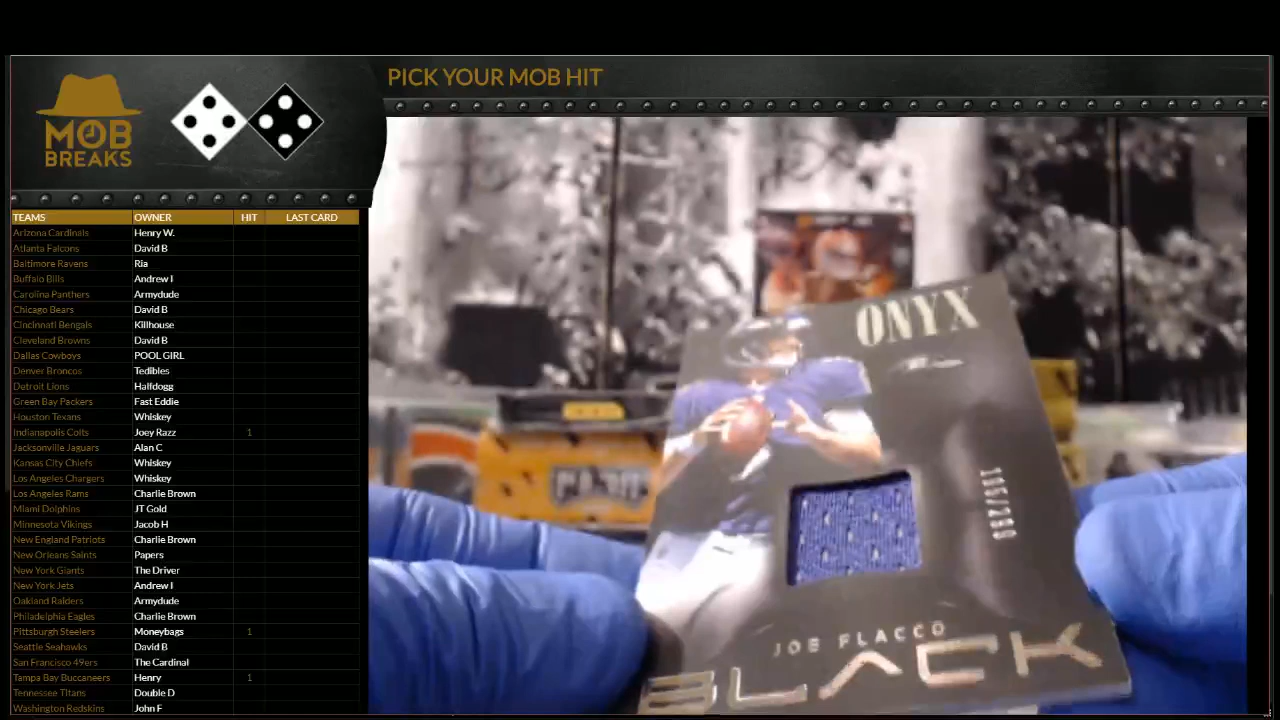 MOB
BREAKS
PICK YOUR MOB HIT
TEAMS OWNER HIT LAST CARD
Arizona Cardinals Henry W.
Atlanta Falcons David B
Baltimore Ravens Ria
Buffalo Bills Andrew I
Carolina Panthers Armydude
Chicago Bears David B
Cincinnati Bengals Killhouse
Cleveland Browns David B
Dallas Cowboys POOL GIRL
Denver Broncos Tedibles
Detroit Lions Halfdogg
Green Bay Packers Fast Eddie
Houston Texans Whiskey
Indianapolis Colts Joey Razz 1
Jacksonville Jaguars Alan C
Kansas City Chiefs Whiskey
Los Angeles Chargers Whiskey
Los Angeles Rams Charlie Brown
Miami Dolphins JT Gold
Minnesota Vikings Jacob H
New England Patriots Charlie Brown
New Orleans Saints Papers
New York Giants The Driver
New York Jets Andrew I
Oakland Raiders Armydude
Philadelphia Eagles Charlie Brown
Pittsburgh Steelers Moneybags 1
Seattle Seahawks David B
San Francisco 49ers The Cardinal
Tampa Bay Buccaneers Henry 1
Tennessee Titans Double D
Washington Redskins John F
ONYX
JOE FLACCO
BLACK